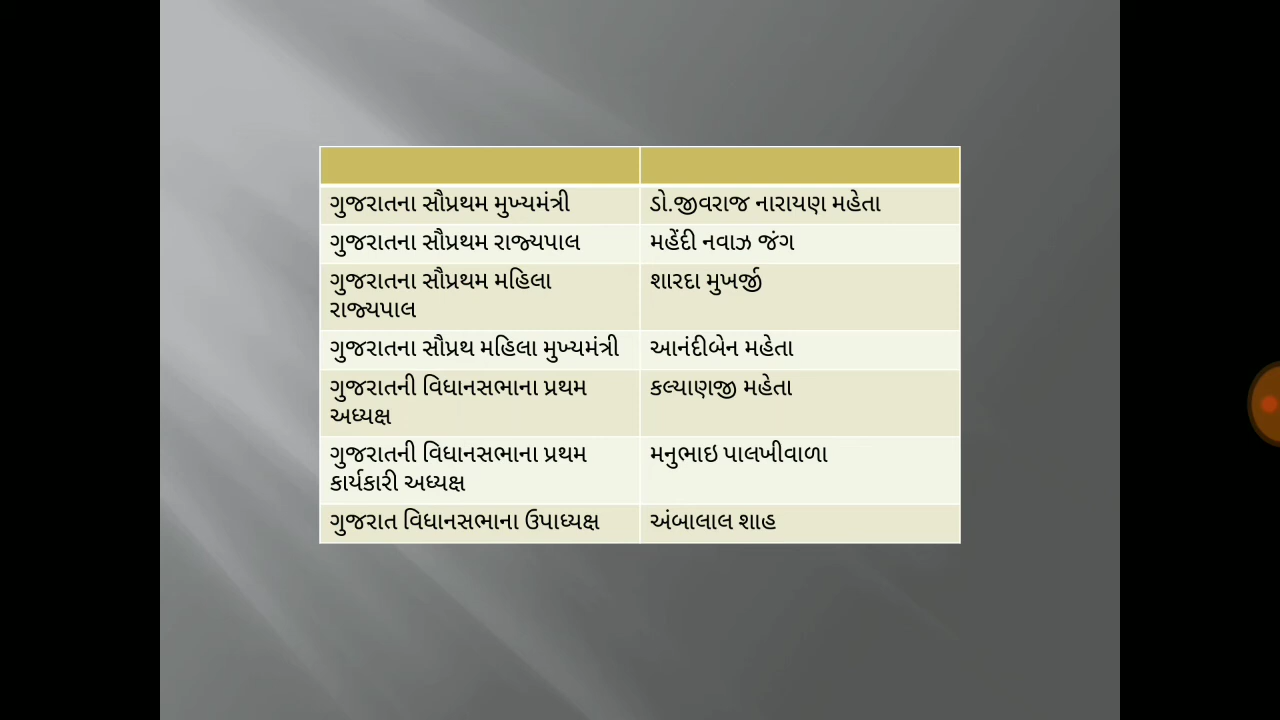 ગુજરાતના સૌપ્રથમ મુખ્યમંત્રી
ડો.જીવરાજ નારાયણ મહેતા
ગુજરાતના સૌપ્રથમ રાજ્યપાલ
મહેંદી નવાઝ જંગ
ગુજરાતના સૌપ્રથમ મહિલા
રાજ્યપાલ
શારદા મુખર્જી
ગુજરાતના સૌપ્રથ મહિલા મુખ્યમંત્રી
આનંદીબેન મહેતા
ગુજરાતની વિધાનસભાના પ્રથમ
અધ્યક્ષ
કલ્યાણજી મહેતા
ગુજરાતની વિધાનસભાના પ્રથમ
કાર્યકારી અધ્યક્ષ
મનુભાઇ પાલખીવાળા
ગુજરાત વિધાનસભાના ઉપાધ્યક્ષ
અંબાલાલ શાહ